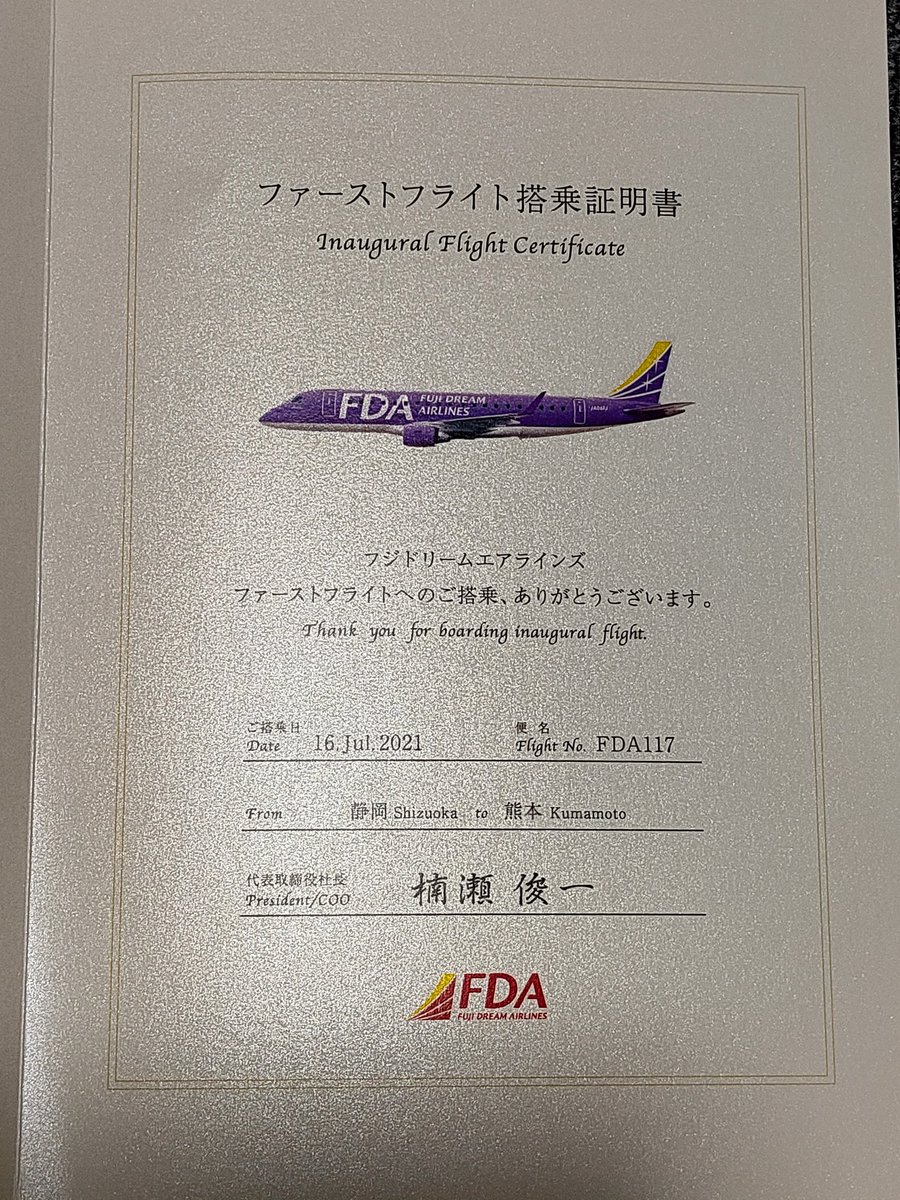 ファーストフライト搭乗証明書
Inaugural Flight Certificate
FDA FUJI DREAM
AIRLINES
フジドリームエアラインズ
ファーストフライトへのご搭乗、ありがとうございます。
Thank you for boarding inaugural flight.
ご搭乗日
Date 16. Jul. 2021
便 名
Flight No. FDA117
From 静岡 Shizuoka to 熊本 Kumamoto
代表取締役社長
President/COO 楠瀬 俊一
FDA
FUJI DREAM AIRLINES